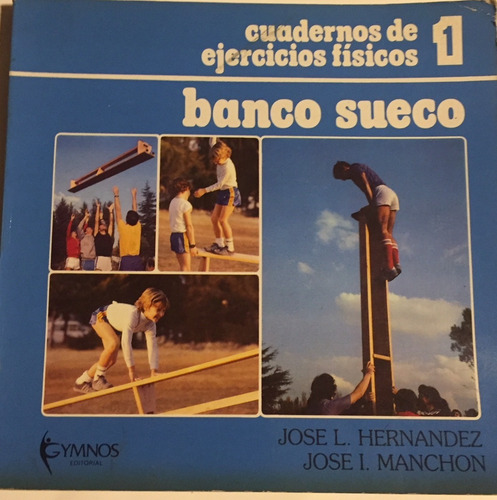 cuadernos de
ejercicios físicos 1
banco sueco
JOSE L. HERNANDEZ
JOSE I. MANCHON
GYMNOS
EDITORIAL